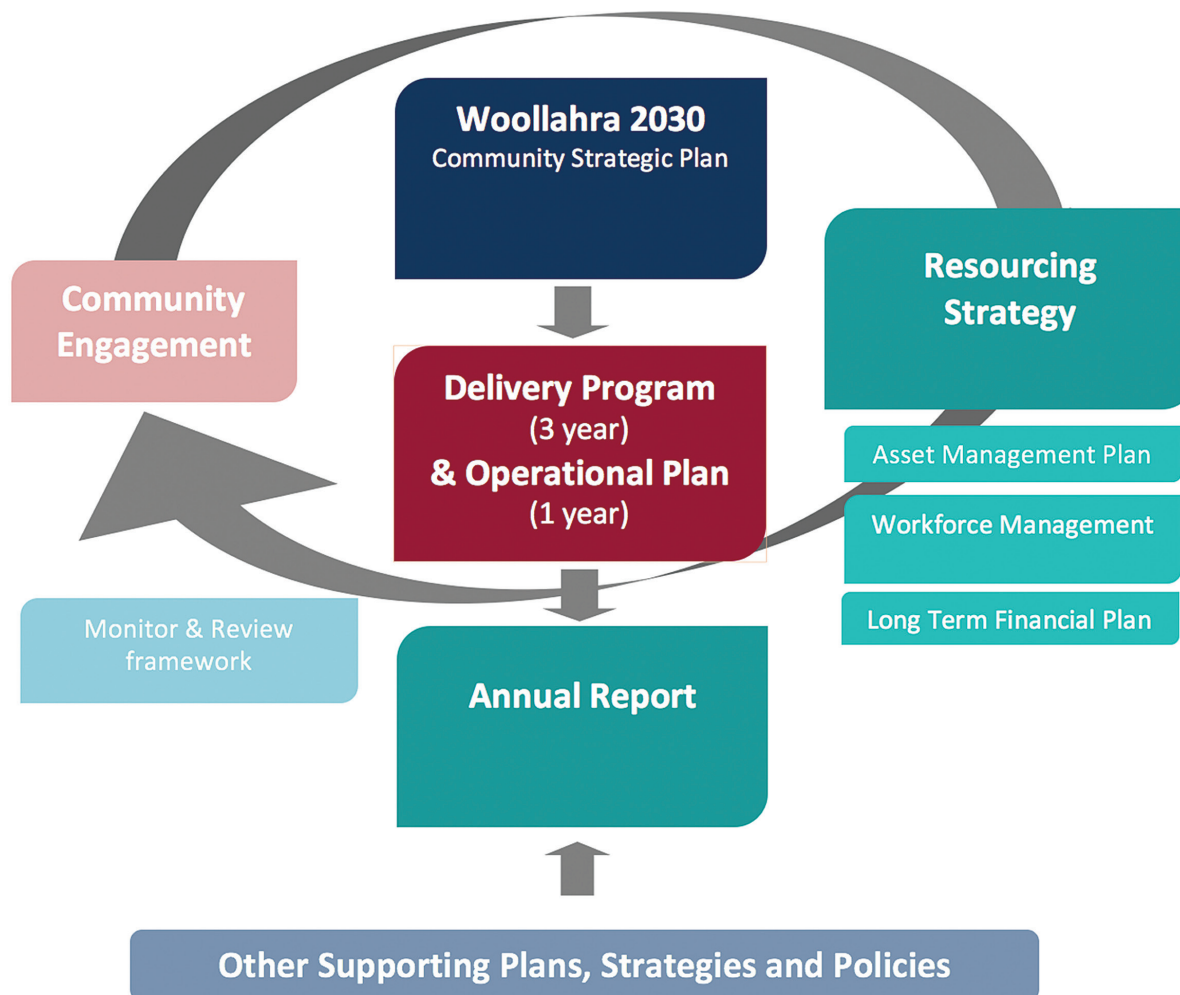 Woollahra 2030
Community Strategic Plan
Community
Engagement
Resourcing
Strategy
Delivery Program
(3 year)
& Operational Plan
(1 year)
Asset Management Plan
Workforce Management
Long Term Financial Plan
Monitor & Review
framework
Annual Report
Other Supporting Plans, Strategies and Policies